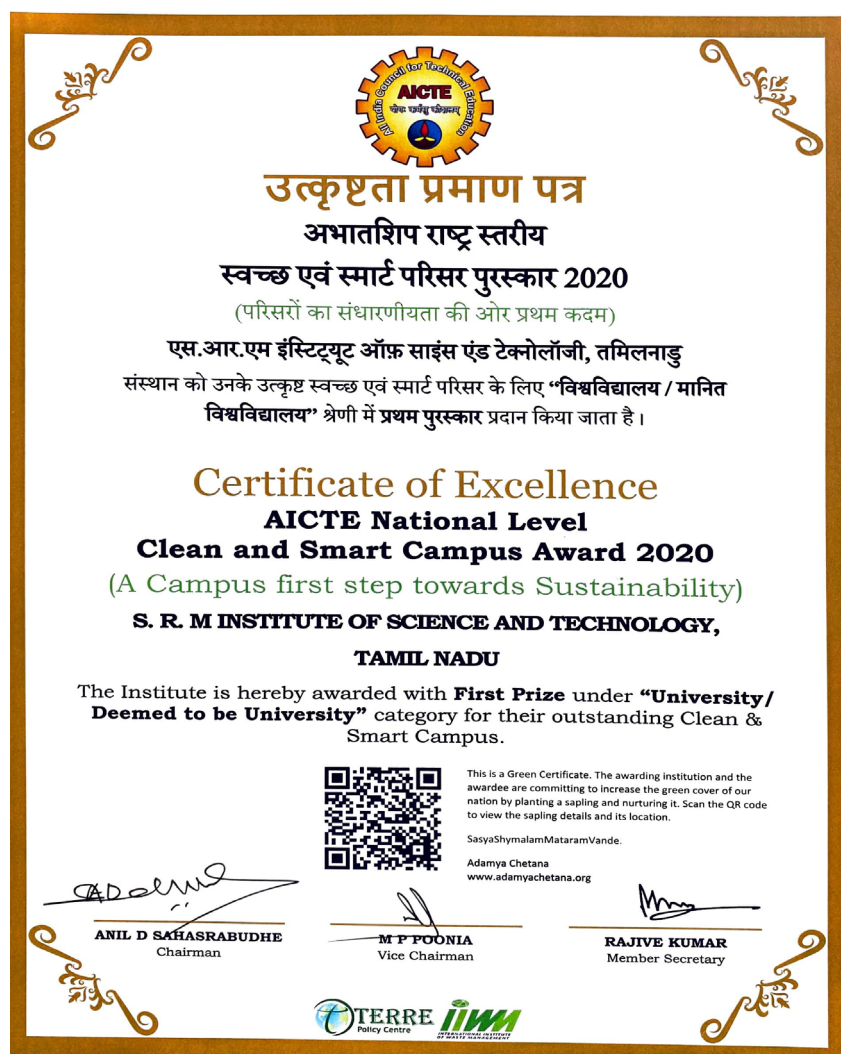 All India Council for Technical Education
AICTE
योगः कर्मसु कौशलम्
उत्कृष्टता प्रमाण पत्र
अभातशिप राष्ट्र स्तरीय
स्वच्छ एवं स्मार्ट परिसर पुरस्कार 2020
(परिसरों का संधारणीयता की ओर प्रथम कदम)
एस.आर.एम इंस्टिट्यूट ऑफ़ साइंस एंड टेक्नोलॉजी, तमिलनाडु
संस्थान को उनके उत्कृष्ट स्वच्छ एवं स्मार्ट परिसर के लिए “विश्वविद्यालय / मानित
विश्वविद्यालय” श्रेणी में प्रथम पुरस्कार प्रदान किया जाता है।
Certificate of Excellence
AICTE National Level
Clean and Smart Campus Award 2020
(A Campus first step towards Sustainability)
S. R. M INSTITUTE OF SCIENCE AND TECHNOLOGY,
TAMIL NADU
The Institute is hereby awarded with First Prize under “University/
Deemed to be University” category for their outstanding Clean &
Smart Campus.
This is a Green Certificate. The awarding institution and the
awardee are committing to increase the green cover of our
nation by planting a sapling and nurturing it. Scan the QR code
to view the sapling details and its location.
SasyaShymalamMataramVande.
Adamya Chetana
www.adamyachetana.org
ANIL D SAHASRABUDHE
Chairman
M P POONIA
Vice Chairman
RAJIVE KUMAR
Member Secretary
TERRE
Policy Centre
iiwm
INTERNATIONAL INSTITUTE
OF WASTE MANAGEMENT